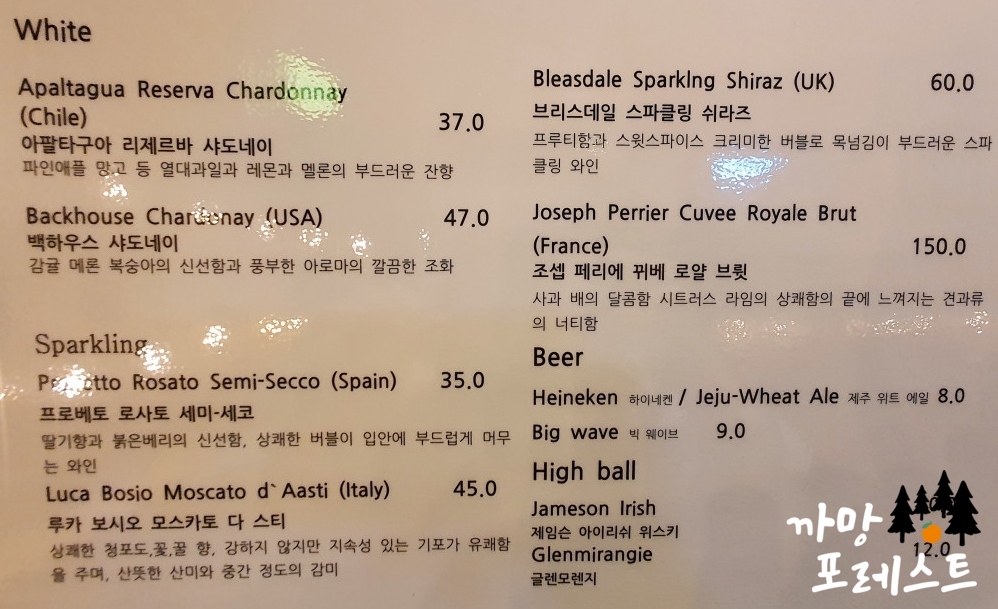 White
Apaltagua Reserva Chardonnay
(Chile) 37.0
아팔타구아 리제르바 샤도네이
파인애플 망고 등 열대과일과 레몬과 멜론의 부드러운 잔향
Backhouse Chardonay (USA) 47.0
백하우스 샤도네이
감귤 메론 복숭아의 신선함과 풍부한 아로마의 깔끔한 조화
Sparkling
Rosato Semi-Secco (Spain) 35.0
프로베토 로사토 세미-세코
딸기향과 붉은베리의 신선함, 상쾌한 버블이 입안에 부드럽게 머무
는 와인
Luca Bosio Moscato d`Aasti (Italy) 45.0
루카 보시오 모스카토 다 스티
상쾌한 청포도,꽃,꿀 향, 강하지 않지만 지속성 있는 기포가 유쾌함
을 주며, 산뜻한 산미와 중간 정도의 감미
Bleasdale Sparklng Shiraz (UK) 60.0
브리스데일 스파클링 쉬라즈
프루티함과 스윗스파이스 크리미한 버블로 목넘김이 부드러운 스파
클링 와인
Joseph Perrier Cuvee Royale Brut
(France) 150.0
조셉 페리에 뀌베 로얄 브륏
사과 배의 달콤함 시트러스 라임의 상쾌함의 끝에 느껴지는 견과류
의 너티함
Beer
Heineken 하이네켄 / Jeju-Wheat Ale 제주 위트 에일 8.0
Big wave 빅 웨이브 9.0
High ball
Jameson Irish
제임슨 아이리쉬 위스키
Glenmirangie 12.0
글렌모렌지
까망
포레스트